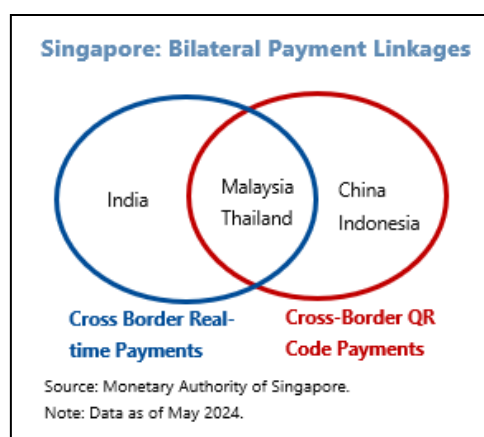 Singapore: Bilateral Payment Linkages
India
Malaysia
Thailand
China
Indonesia
Cross Border Real-
time Payments
Cross-Border QR
Code Payments
Source: Monetary Authority of Singapore.
Note: Data as of May 2024.